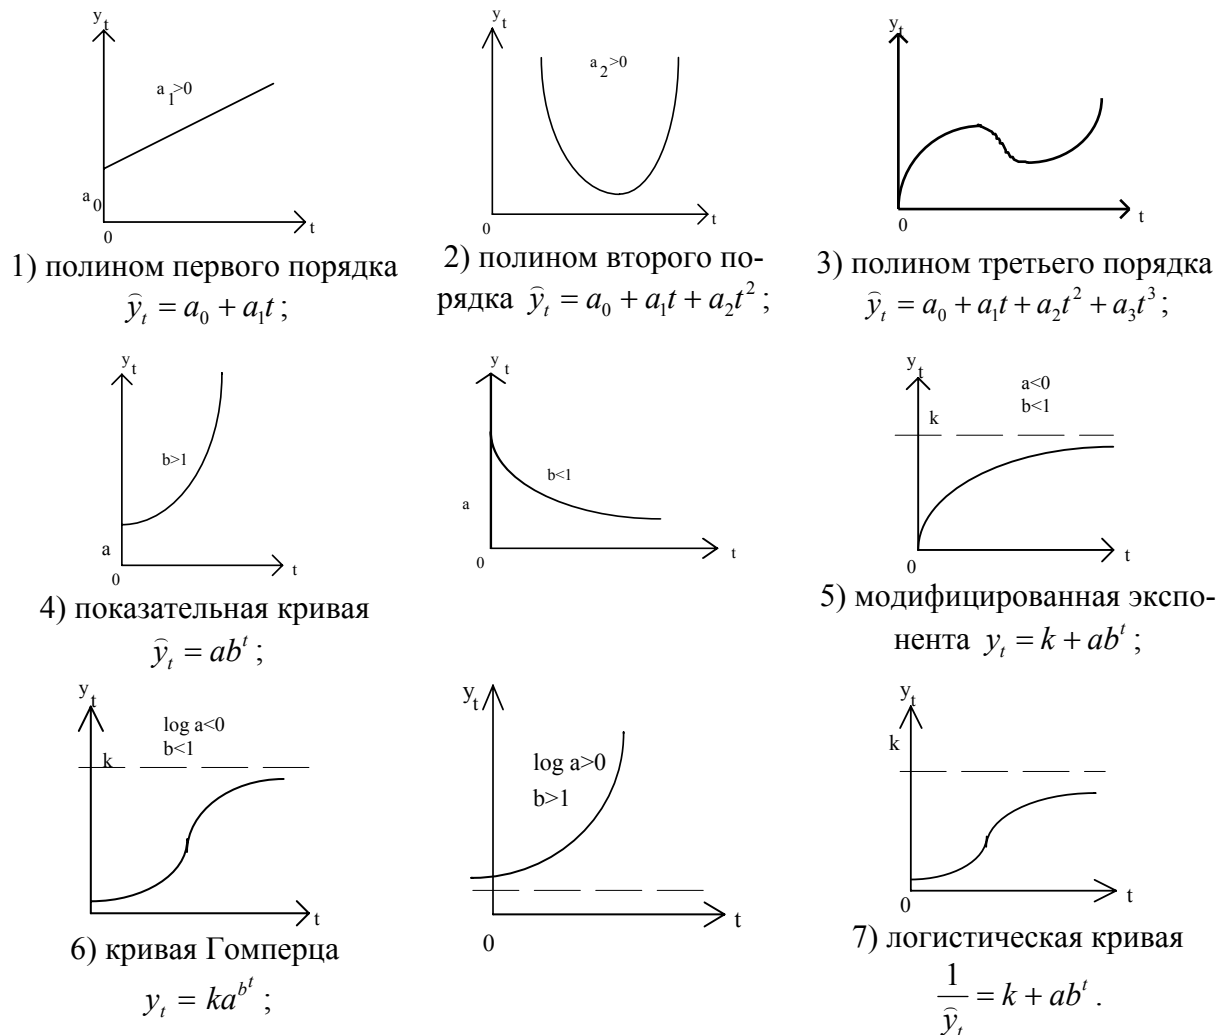 y_t
a_1>0
a_0
0
t
1) полином первого порядка
ŷ_t = a_0 + a_1t ;
y_t
a_2>0
0
t
2) полином второго по-
рядка ŷ_t = a_0 + a_1t + a_2t^2 ;
y_t
0
t
3) полином третьего порядка
ŷ_t = a_0 + a_1t + a_2t^2 + a_3t^3 ;
y_t
b>1
a
0
t
4) показательная кривая
ŷ_t = ab^t ;
y_t
b<1
a
0
t
y_t
a<0
b<1
k
0
t
5) модифицированная экспо-
нента y_t = k + ab^t ;
y_t
log a<0
b<1
k
t
6) кривая Гомперца
y_t = ka^{b^t} ;
y_t
log a>0
b>1
t
0
y_t
k
0
t
7) логистическая кривая
1/ŷ_t = k + ab^t .